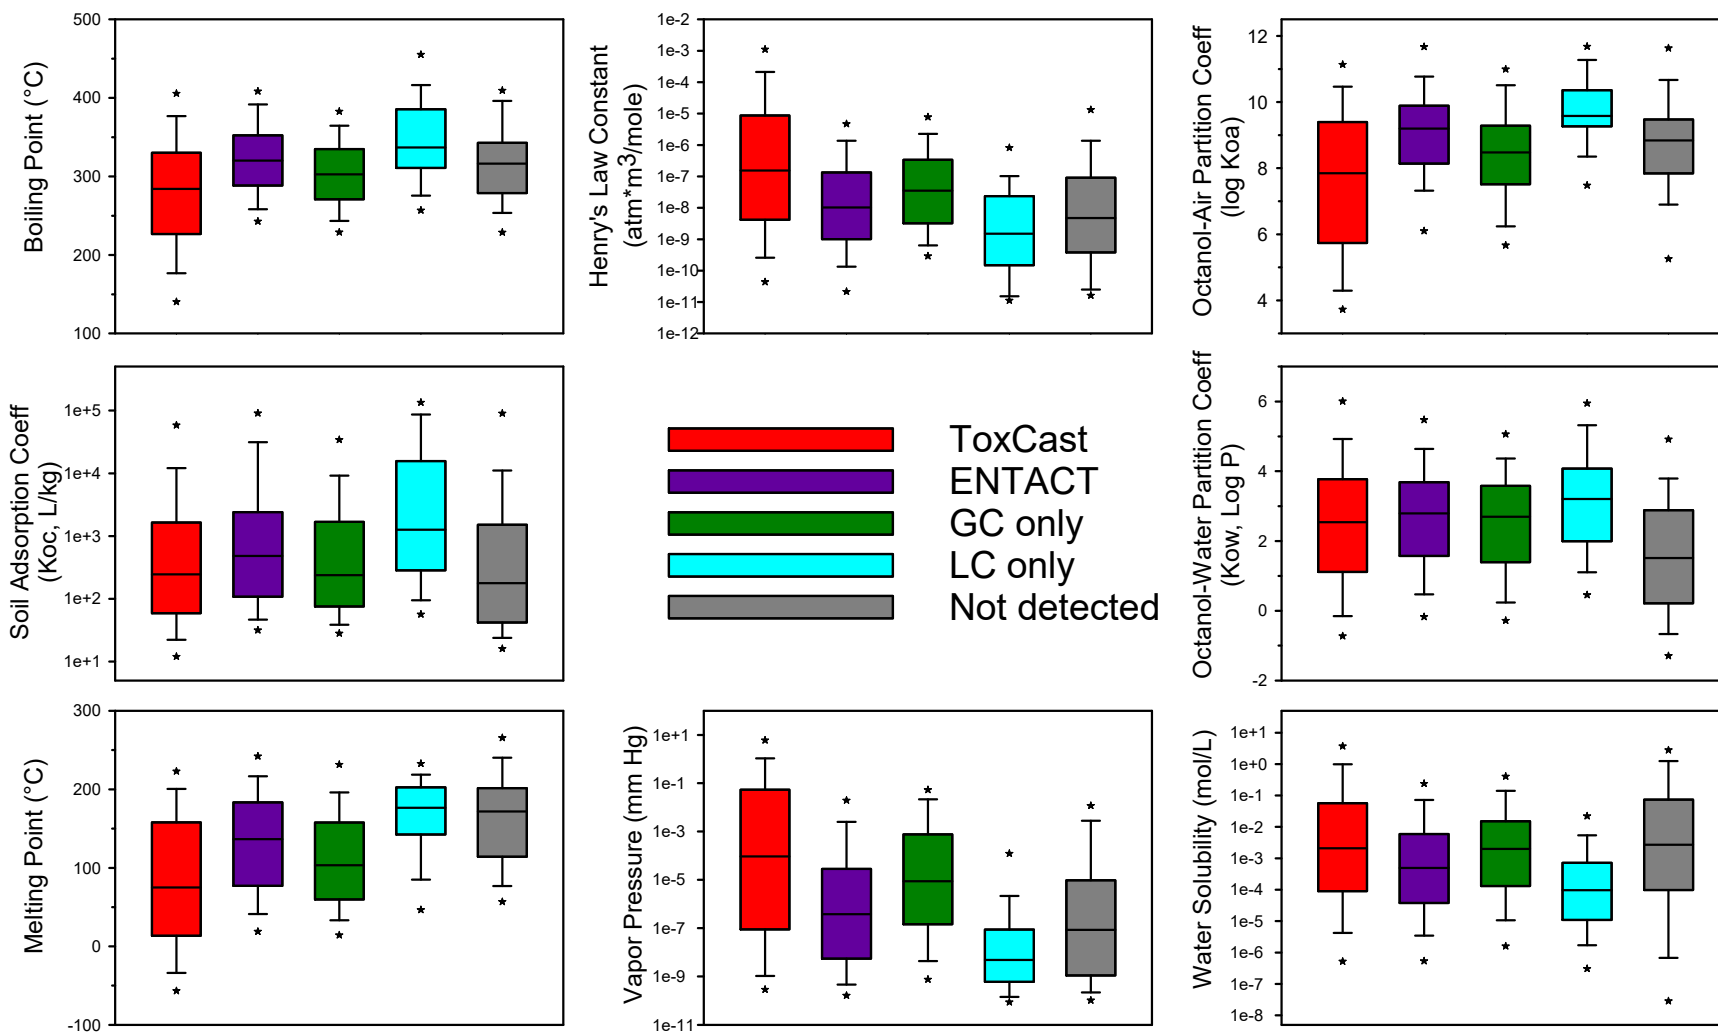 Boiling Point (°C)
500
400
300
200
100
Henry's Law Constant
(atm*m3/mole)
1e-2
1e-3
1e-4
1e-5
1e-6
1e-7
1e-8
1e-9
1e-10
1e-11
1e-12
Octanol-Air Partition Coeff
(log Koa)
12
10
8
6
4
Soil Adsorption Coeff
(Koc, L/kg)
1e+5
1e+4
1e+3
1e+2
1e+1
ToxCast
ENTACT
GC only
LC only
Not detected
Octanol-Water Partition Coeff
(Kow, Log P)
6
4
2
0
-2
Melting Point (°C)
300
200
100
0
-100
Vapor Pressure (mm Hg)
1e+1
1e-1
1e-3
1e-5
1e-7
1e-9
1e-11
Water Solubility (mol/L)
1e+1
1e+0
1e-1
1e-2
1e-3
1e-4
1e-5
1e-6
1e-7
1e-8